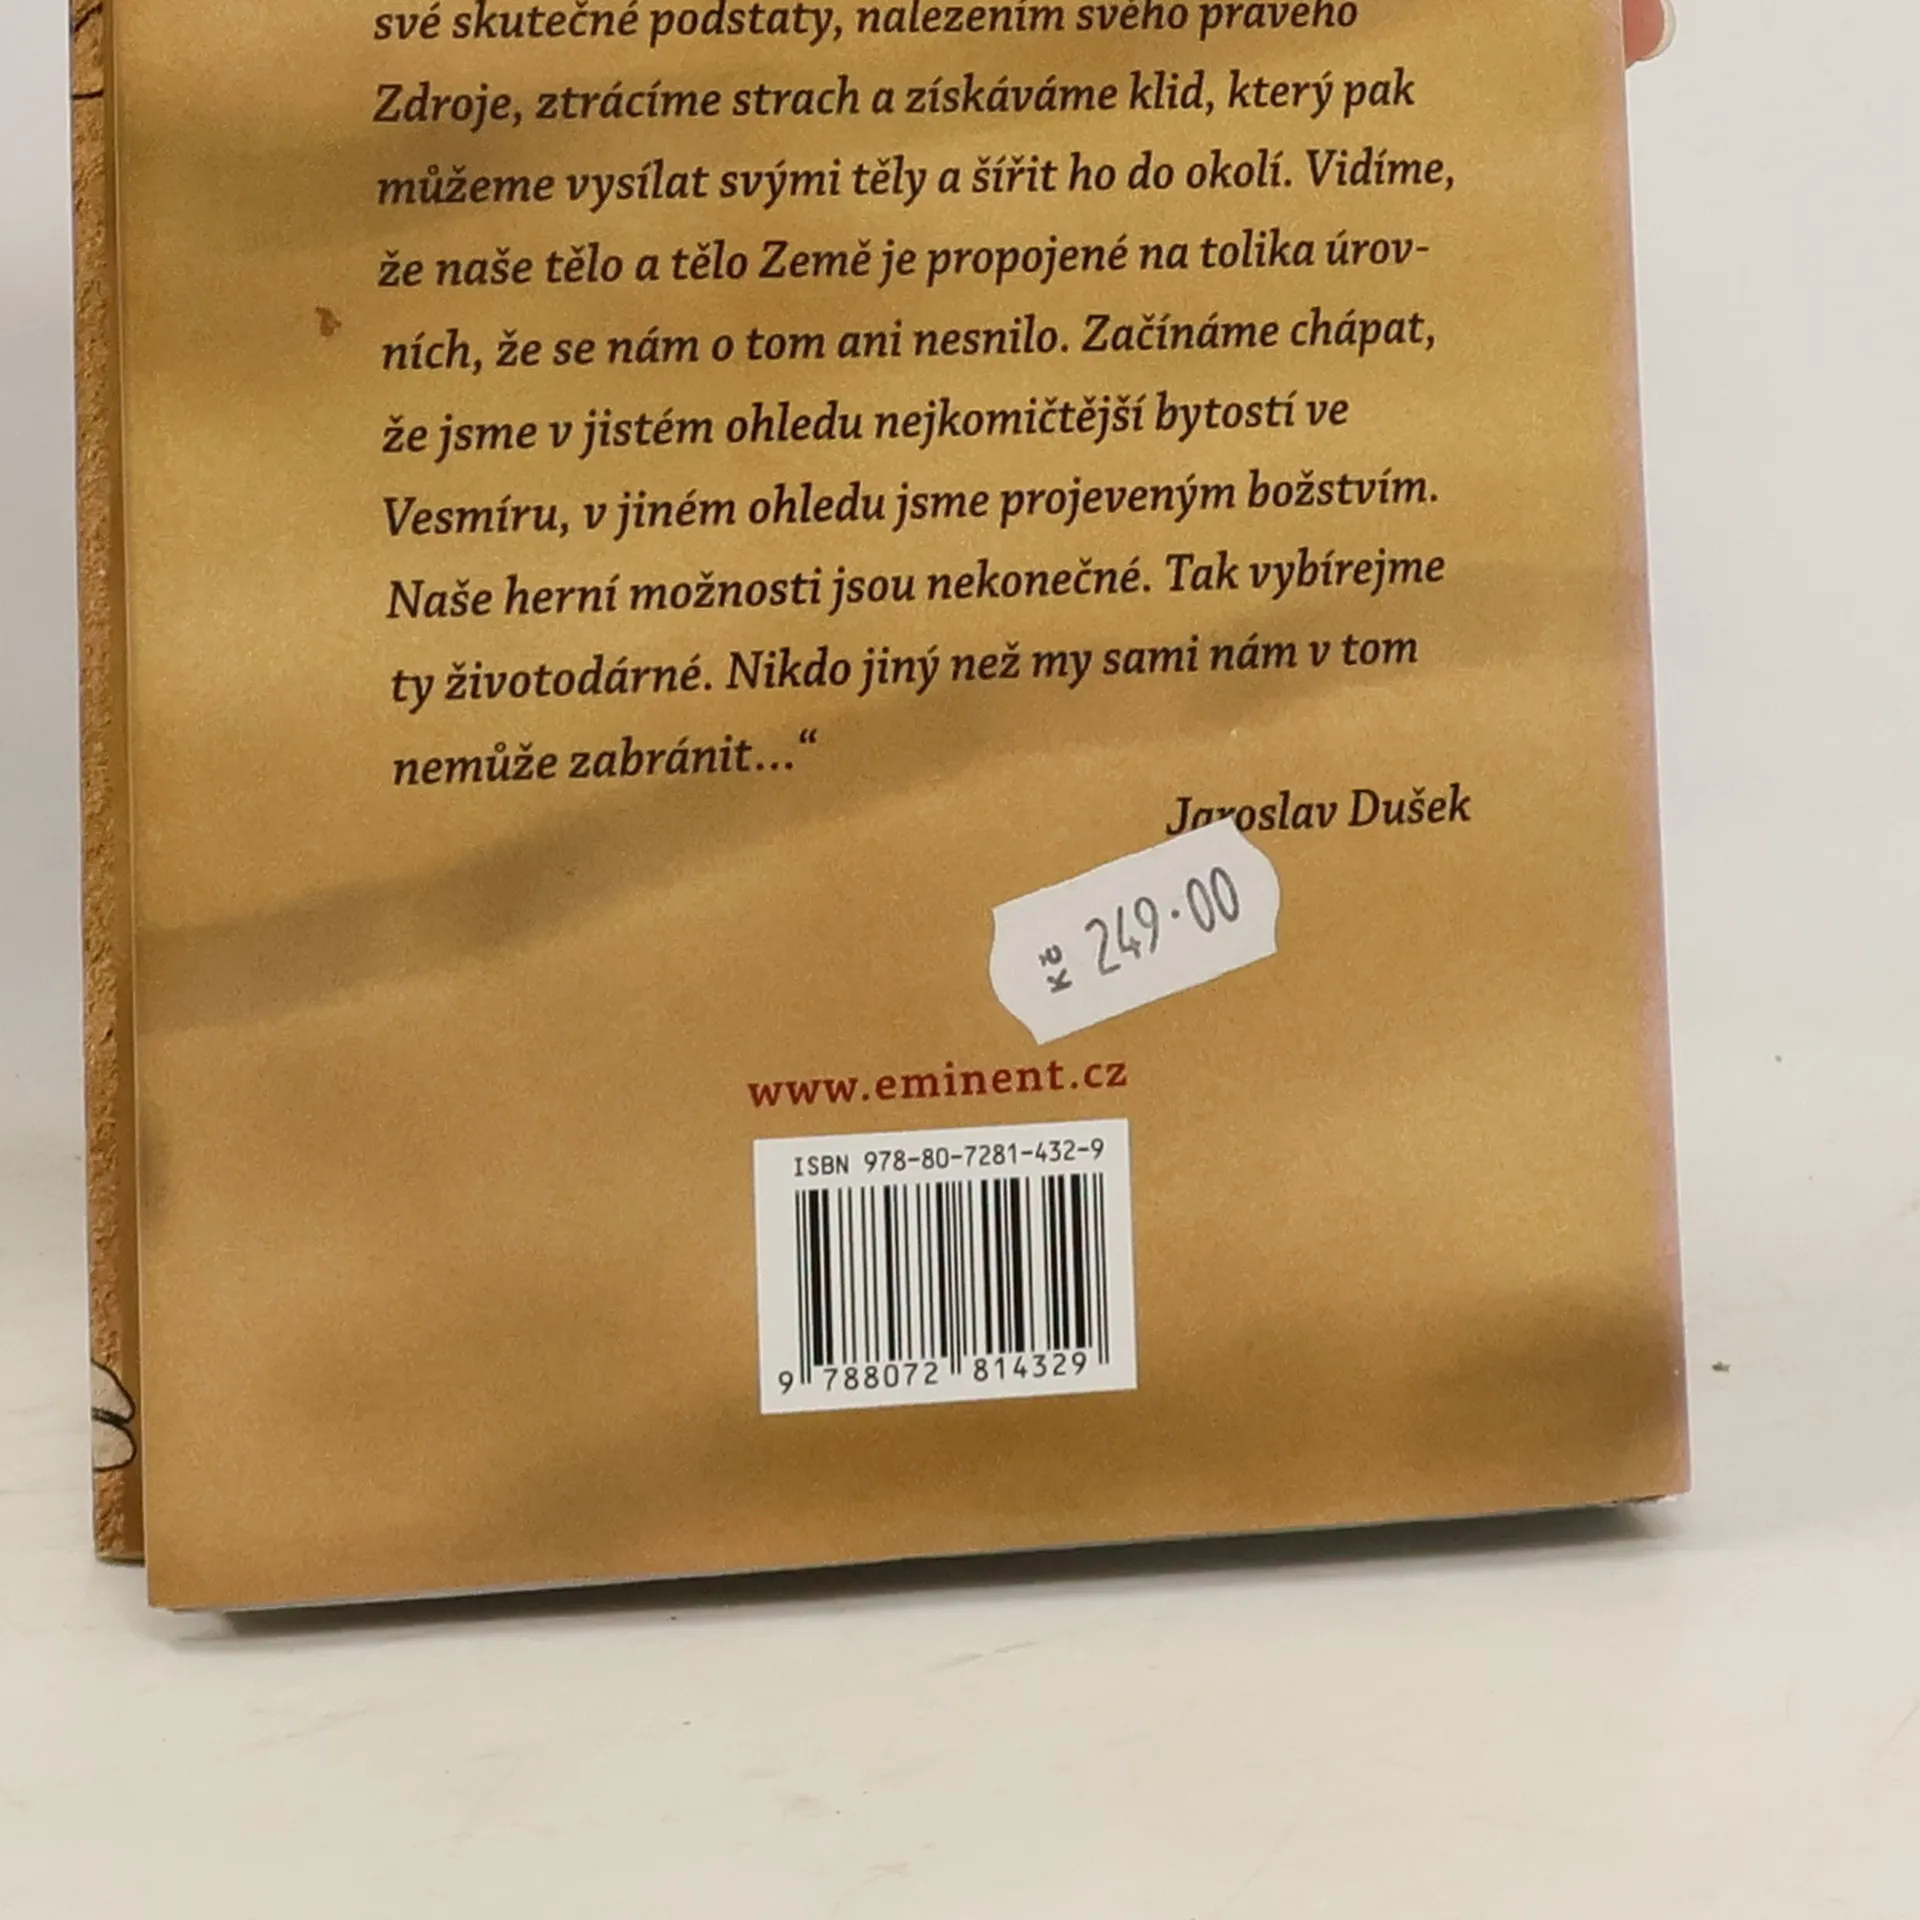 své skutečné podstaty, nalezením svého pravého
Zdroje, ztrácíme strach a získáváme klid, který pak
můžeme vysílat svými těly a šířit ho do okolí. Vidíme,
že naše tělo a tělo Země je propojené na tolika úrov-
ních, že se nám o tom ani nesnilo. Začínáme chápat,
že jsme v jistém ohledu nejkomičtější bytostí ve
Vesmíru, v jiném ohledu jsme projeveným božstvím.
Naše herní možnosti jsou nekonečné. Tak vybírejme
ty životodárné. Nikdo jiný než my sami nám v tom
nemůže zabránit...“
Jaroslav Dušek
Kč 249.00
www.eminent.cz
ISBN 978-80-7281-432-9
9 788072 814329